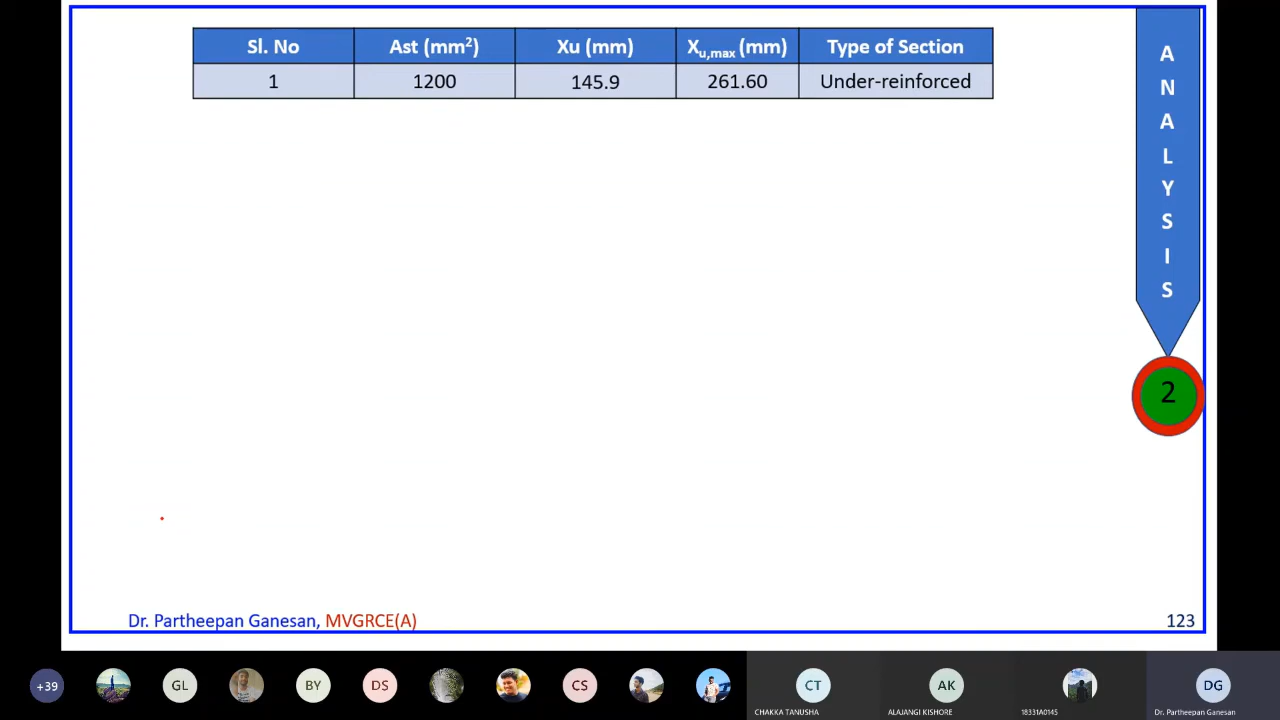 Sl. No Ast (mm²) Xu (mm) Xu,max (mm) Type of Section
1 1200 145.9 261.60 Under-reinforced
A
N
A
L
Y
S
I
S
2
Dr. Partheepan Ganesan, MVGRCE(A) 123
+39 GL BY DS CS CT AK DG
CHAKKA TANUSHA ALAJANGI KISHORE 18331A0145 Dr. Partheepan Ganesan